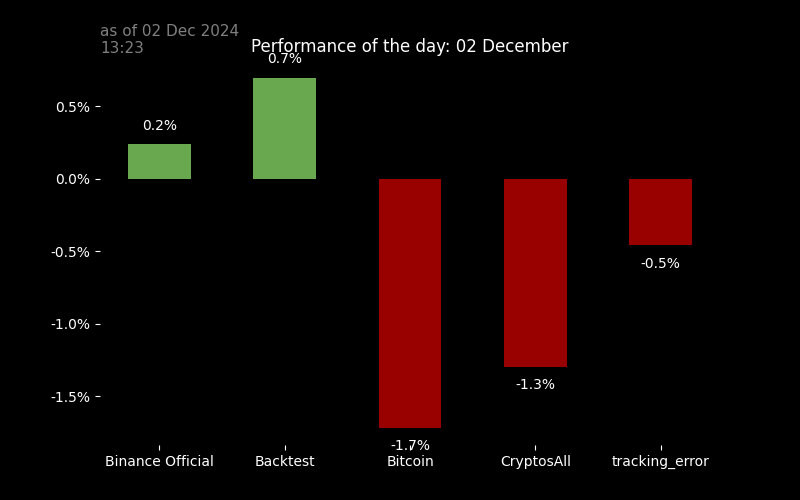 as of 02 Dec 2024
13:23
Performance of the day: 02 December
0.7%
0.5%
0.2%
0.0%
-0.5%
-0.5%
-1.0%
-1.3%
-1.5%
-1.7%
Binance Official
Backtest
Bitcoin
CryptosAll
tracking_error